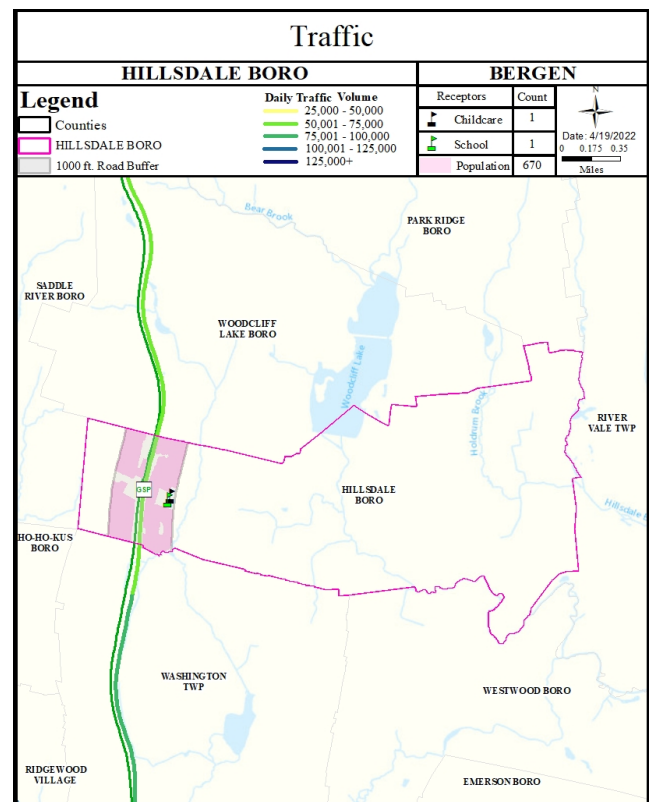 Traffic
HILLSDALE BORO
BERGEN
Legend
Counties
HILLSDALE BORO
1000 ft. Road Buffer
Daily Traffic Volume
25,000 - 50,000
50,001 - 75,000
75,001 - 100,000
100,001 - 125,000
125,000+
Receptors Count
Childcare 1
School 1
Population 670
N
Date: 4/19/2022
0 0.175 0.35
Miles
Bear Brook
PARK RIDGE
BORO
SADDLE
RIVER BORO
WOODCLIFF
LAKE BORO
Woodcliff Lake
Holdrum Brook
RIVER
VALE TWP
GSP
HILLSDALE
BORO
Hillsdale
HO-HO-KUS
BORO
WASHINGTON
TWP
WESTWOOD BORO
RIDGEWOOD
VILLAGE
EMERSON BORO